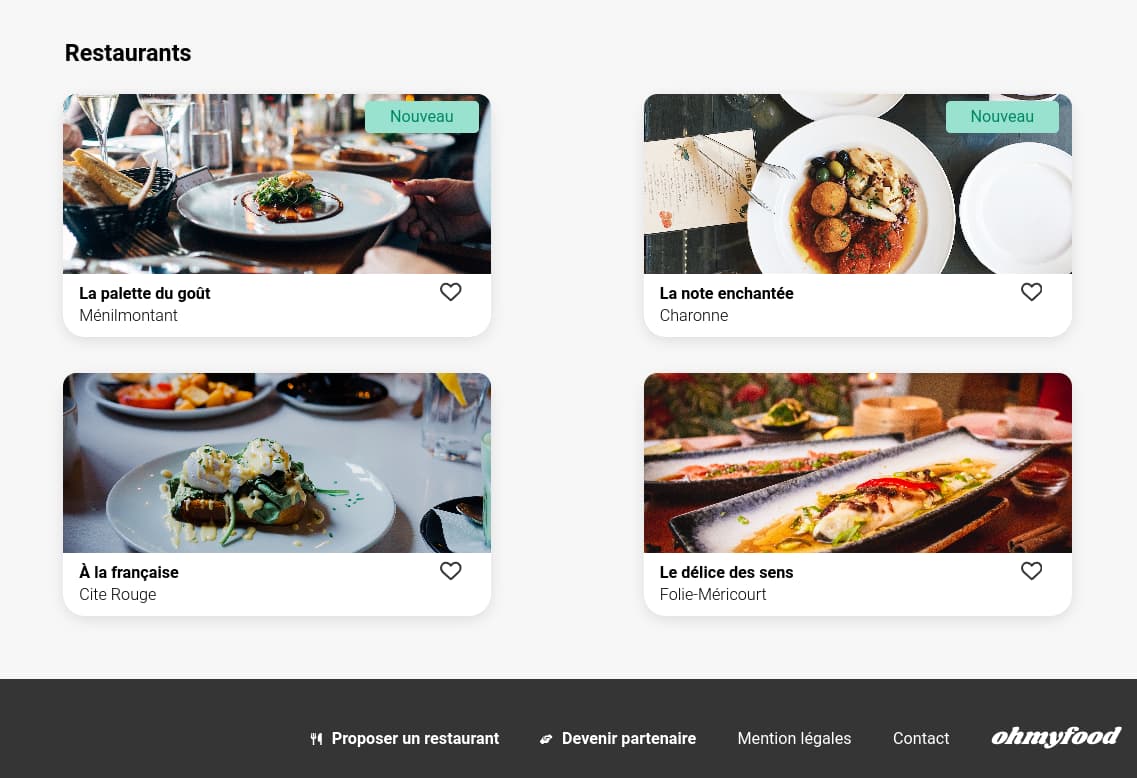 Restaurants
Nouveau
La palette du goût
Ménilmontant
Nouveau
La note enchantée
Charonne
À la française
Cite Rouge
Le délice des sens
Folie-Méricourt
Proposer un restaurant
Devenir partenaire
Mention légales
Contact
ohmyfood